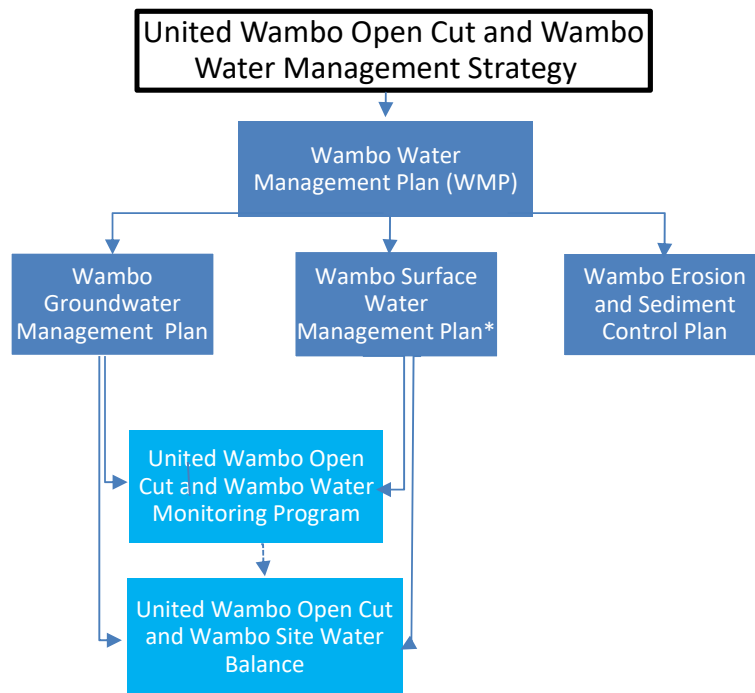 United Wambo Open Cut and Wambo
Water Management Strategy
Wambo Water
Management Plan (WMP)
Wambo
Groundwater
Management Plan
Wambo Surface
Water
Management Plan*
Wambo Erosion
and Sediment
Control Plan
United Wambo Open
Cut and Wambo Water
Monitoring Program
United Wambo Open Cut
and Wambo Site Water
Balance